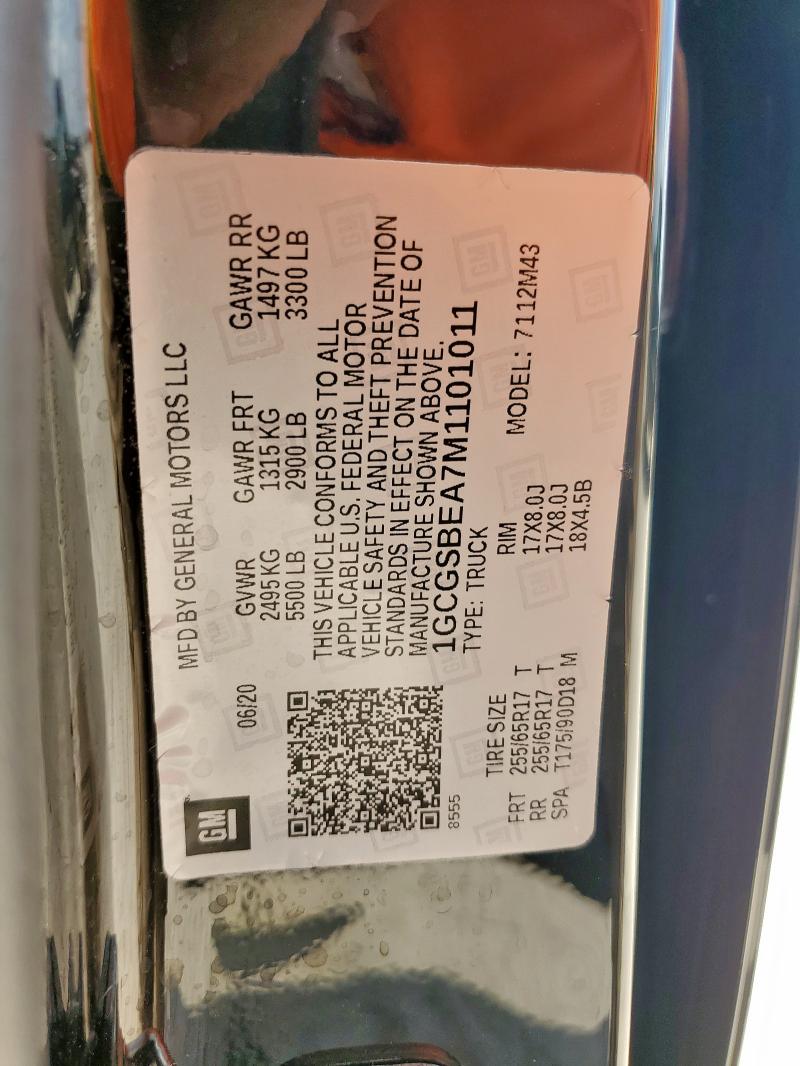 GM
MFD BY GENERAL MOTORS LLC
06/20
GVWR GAWR FRT GAWR RR
2495 KG 1315 KG 1497 KG
5500 LB 2900 LB 3300 LB
THIS VEHICLE CONFORMS TO ALL
APPLICABLE U.S. FEDERAL MOTOR
VEHICLE SAFETY AND THEFT PREVENTION
STANDARDS IN EFFECT ON THE DATE OF
MANUFACTURE SHOWN ABOVE.
1GCGSBEA7M1101011
8555
TYPE: TRUCK
TIRE SIZE RIM MODEL: 7112M43
FRT 255/65R17 T 17X8.0J
RR 255/65R17 T 17X8.0J
SPA T175/90D18 M 18X4.5B